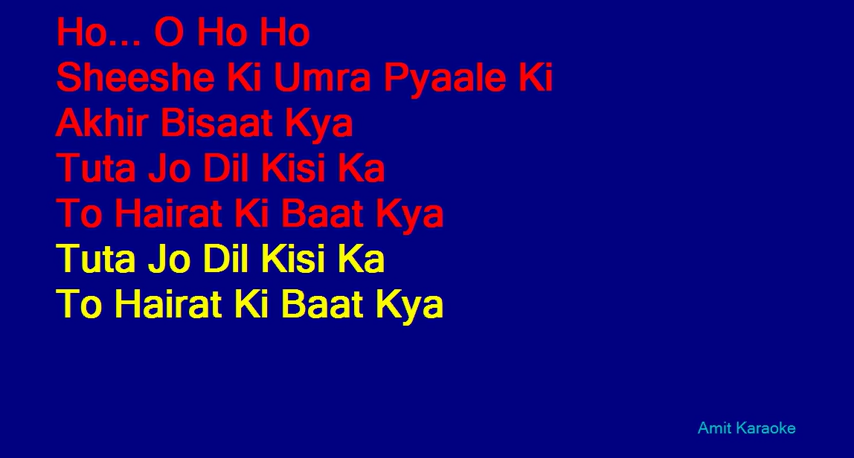 Ho... O Ho Ho
Sheeshe Ki Umra Pyaale Ki
Akhir Bisaat Kya
Tuta Jo Dil Kisi Ka
To Hairat Ki Baat Kya
Tuta Jo Dil Kisi Ka
To Hairat Ki Baat Kya
Amit Karaoke